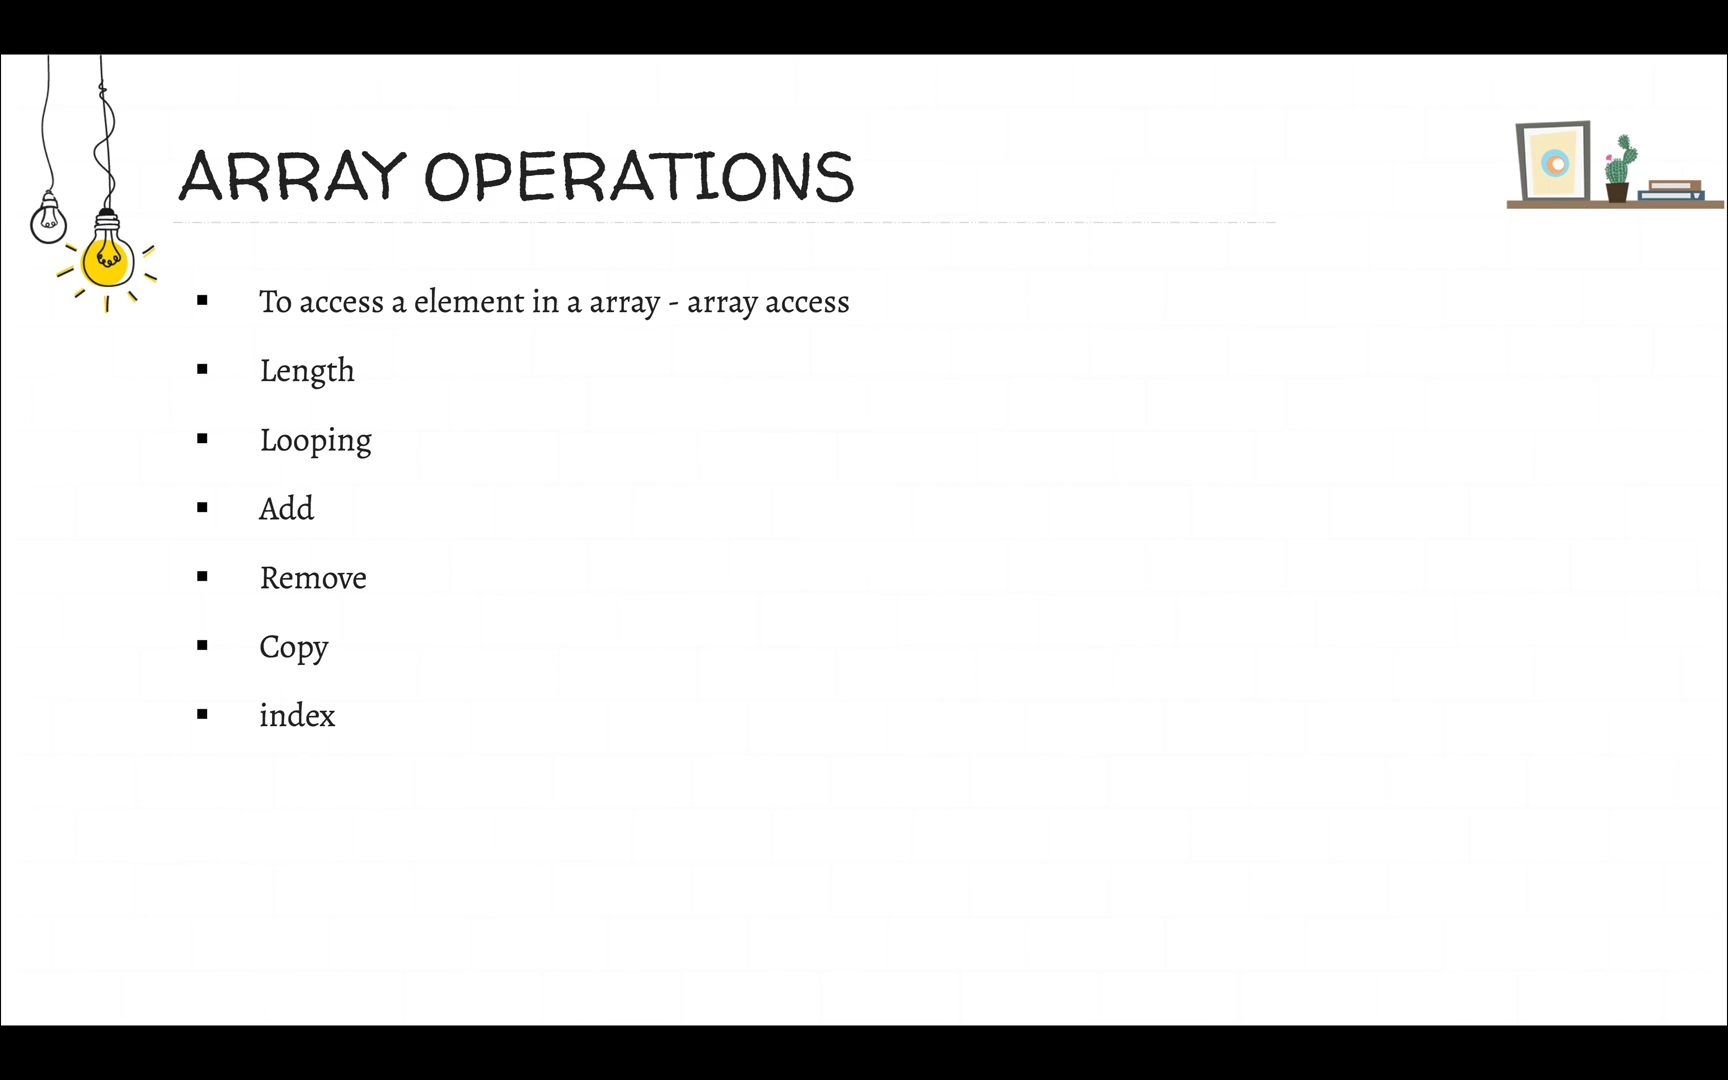 ARRAY OPERATIONS
▪ To access a element in a array - array access
▪ Length
▪ Looping
▪ Add
▪ Remove
▪ Copy
▪ index